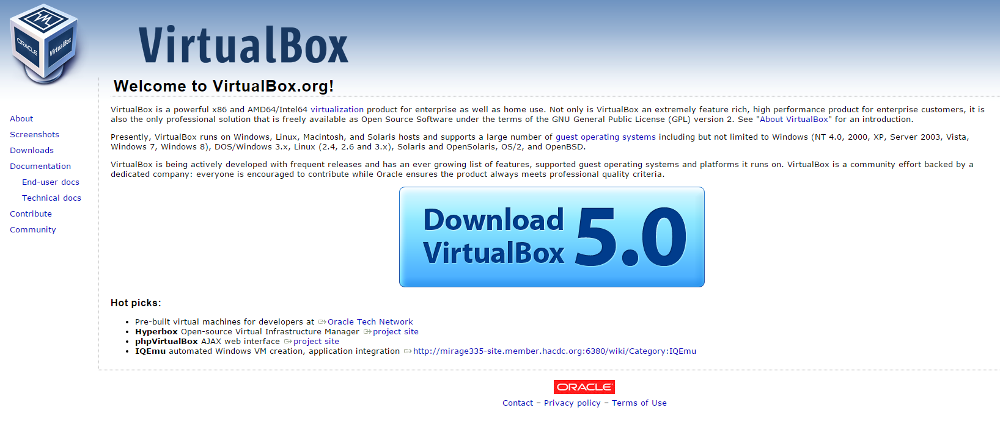 ORACLE
VirtualBox
VirtualBox
Welcome to VirtualBox.org!
About
Screenshots
Downloads
Documentation
End-user docs
Technical docs
Contribute
Community
VirtualBox is a powerful x86 and AMD64/Intel64 virtualization product for enterprise as well as home use. Not only is VirtualBox an extremely feature rich, high performance product for enterprise customers, it is
also the only professional solution that is freely available as Open Source Software under the terms of the GNU General Public License (GPL) version 2. See "About VirtualBox" for an introduction.
Presently, VirtualBox runs on Windows, Linux, Macintosh, and Solaris hosts and supports a large number of guest operating systems including but not limited to Windows (NT 4.0, 2000, XP, Server 2003, Vista,
Windows 7, Windows 8), DOS/Windows 3.x, Linux (2.4, 2.6 and 3.x), Solaris and OpenSolaris, OS/2, and OpenBSD.
VirtualBox is being actively developed with frequent releases and has an ever growing list of features, supported guest operating systems and platforms it runs on. VirtualBox is a community effort backed by a
dedicated company: everyone is encouraged to contribute while Oracle ensures the product always meets professional quality criteria.
Download
VirtualBox 5.0
Hot picks:
Pre-built virtual machines for developers at Oracle Tech Network
Hyperbox Open-source Virtual Infrastructure Manager project site
phpVirtualBox AJAX web interface project site
IQEmu automated Windows VM creation, application integration http://mirage335-site.member.hacdc.org:6380/wiki/Category:IQEmu
ORACLE
Contact – Privacy policy – Terms of Use